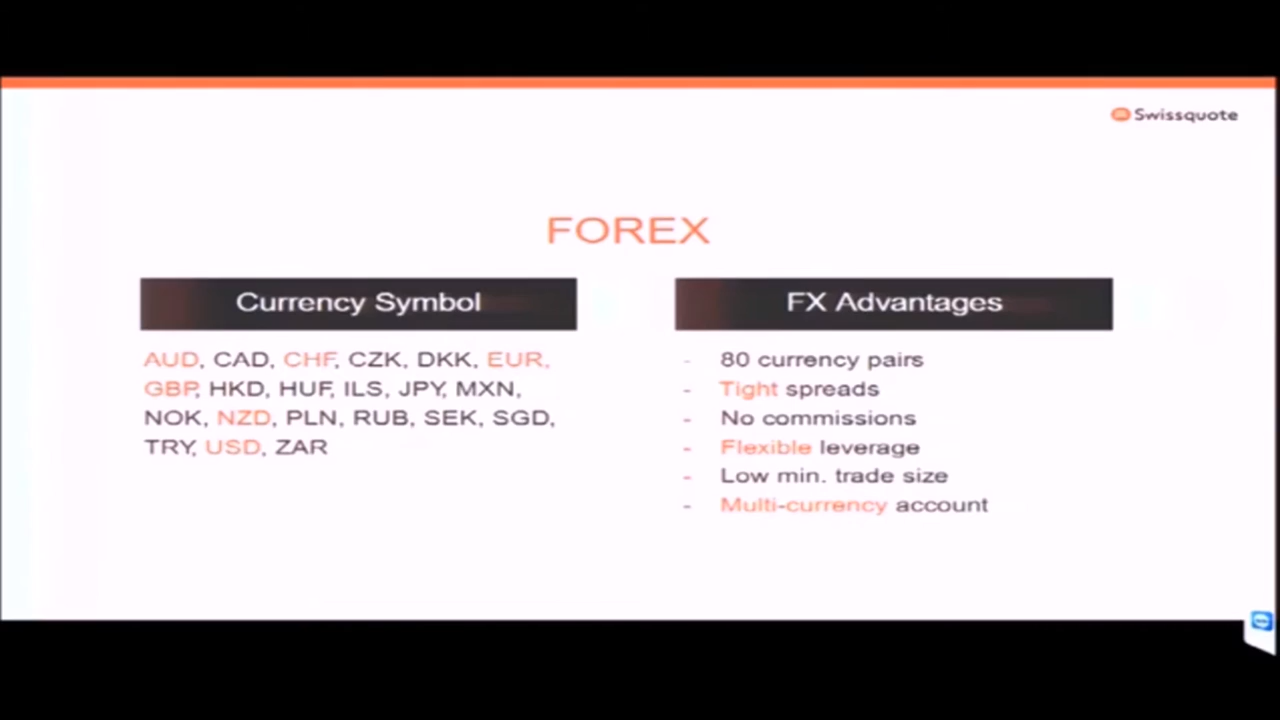 Swissquote
FOREX
Currency Symbol
AUD, CAD, CHF, CZK, DKK, EUR,
GBP, HKD, HUF, ILS, JPY, MXN,
NOK, NZD, PLN, RUB, SEK, SGD,
TRY, USD, ZAR
FX Advantages
- 80 currency pairs
- Tight spreads
- No commissions
- Flexible leverage
- Low min. trade size
- Multi-currency account